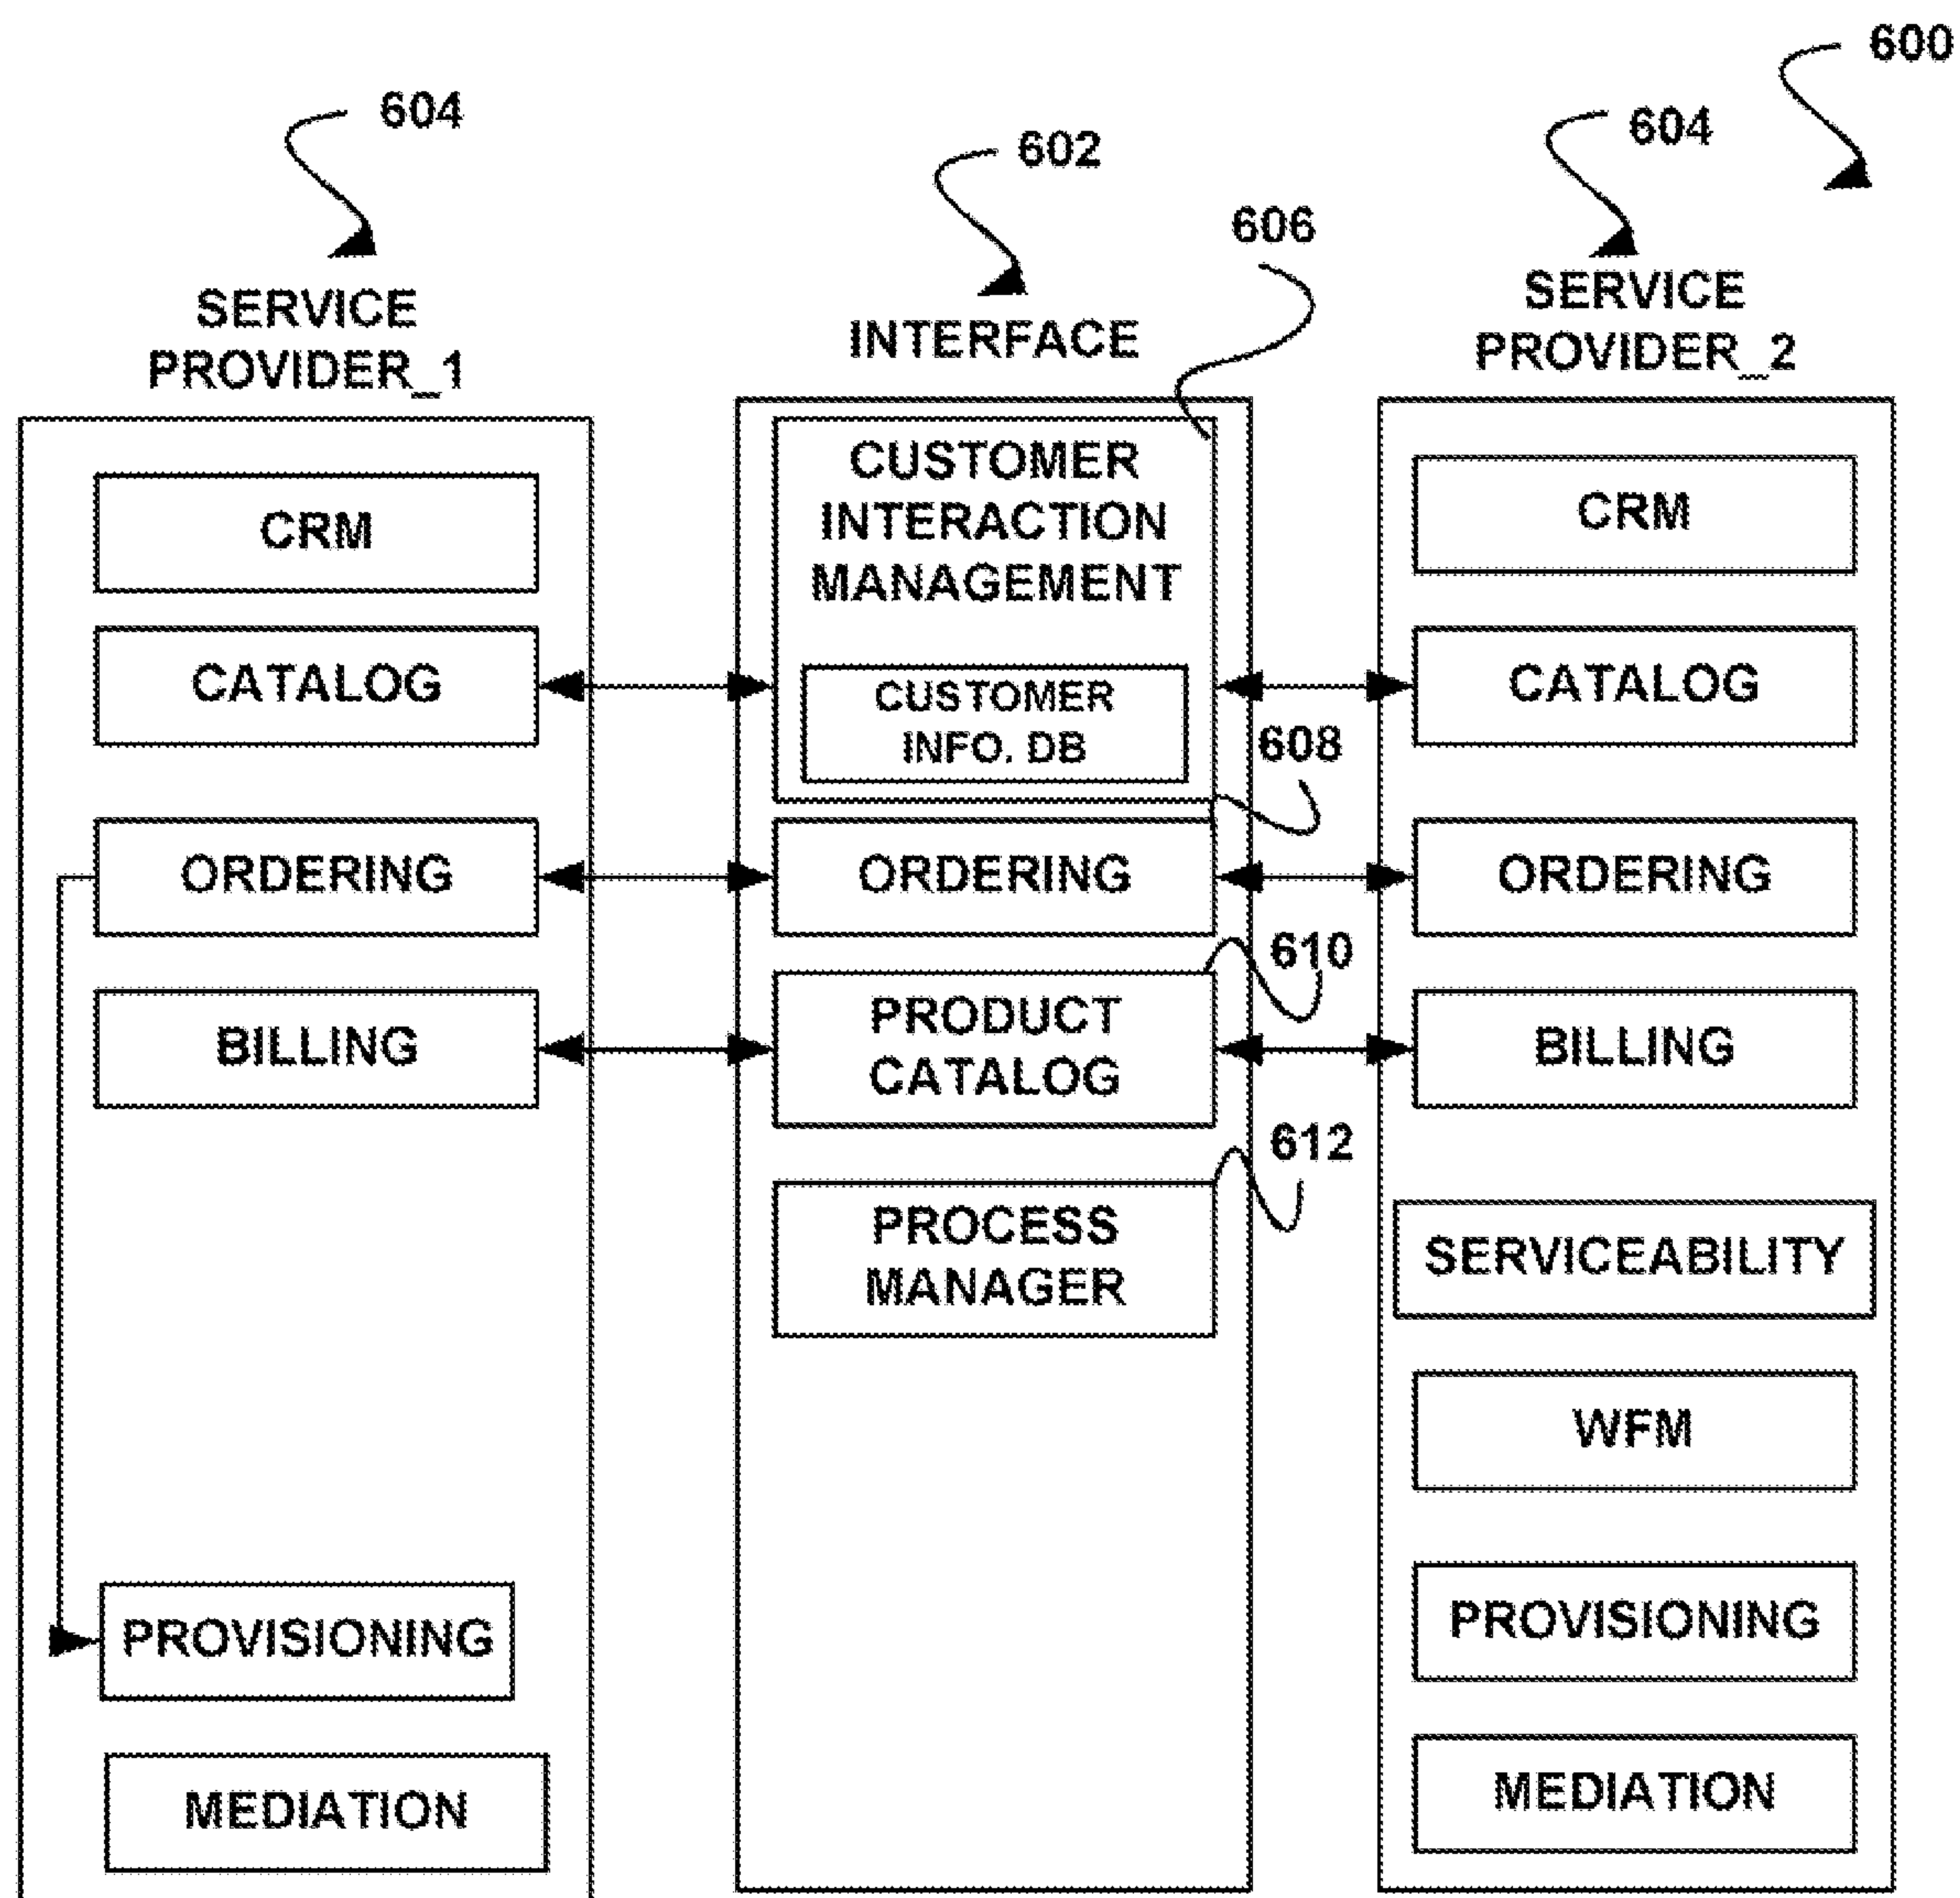 600
604
602
604
606
SERVICE
PROVIDER_1
INTERFACE
SERVICE
PROVIDER_2
CRM
CATALOG
ORDERING
BILLING
PROVISIONING
MEDIATION
CUSTOMER
INTERACTION
MANAGEMENT
CUSTOMER
INFO. DB
608
ORDERING
610
PRODUCT
CATALOG
612
PROCESS
MANAGER
CRM
CATALOG
ORDERING
BILLING
SERVICEABILITY
WFM
PROVISIONING
MEDIATION